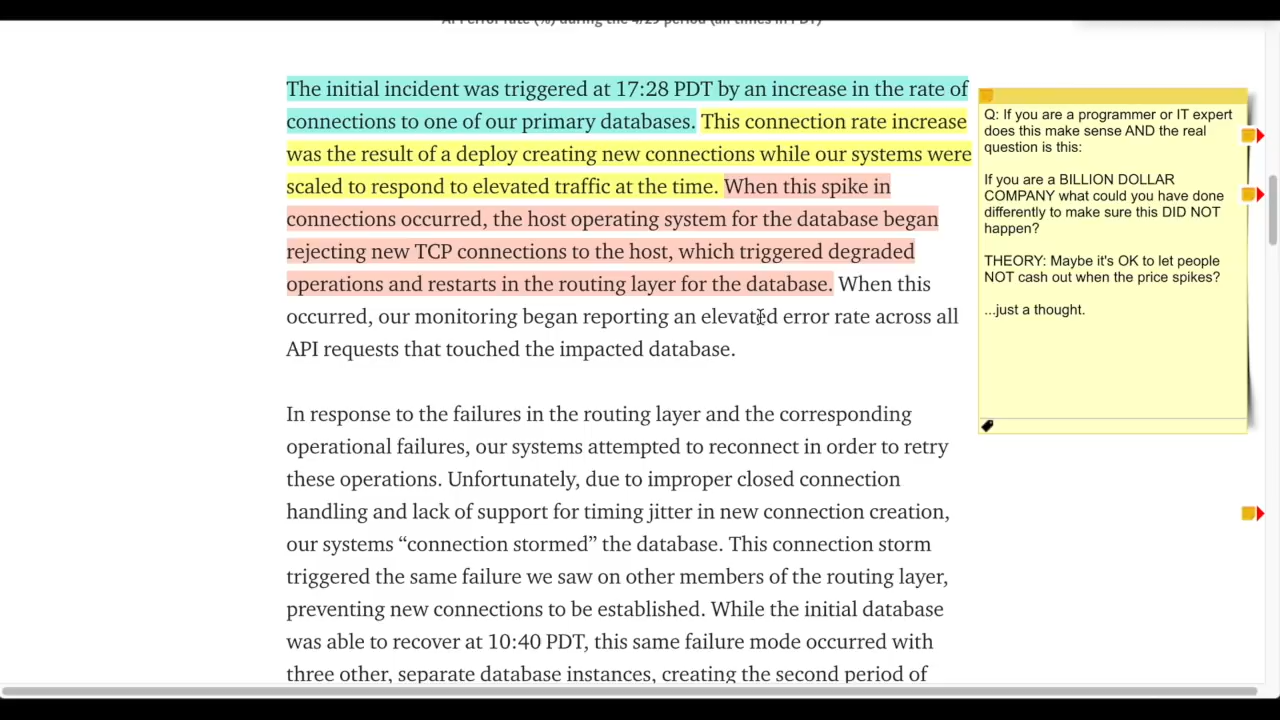 API error rate (%) during the 4/29 period (all times in PDT)
The initial incident was triggered at 17:28 PDT by an increase in the rate of
connections to one of our primary databases. This connection rate increase
was the result of a deploy creating new connections while our systems were
scaled to respond to elevated traffic at the time. When this spike in
connections occurred, the host operating system for the database began
rejecting new TCP connections to the host, which triggered degraded
operations and restarts in the routing layer for the database. When this
occurred, our monitoring began reporting an elevated error rate across all
API requests that touched the impacted database.
In response to the failures in the routing layer and the corresponding
operational failures, our systems attempted to reconnect in order to retry
these operations. Unfortunately, due to improper closed connection
handling and lack of support for timing jitter in new connection creation,
our systems “connection stormed” the database. This connection storm
triggered the same failure we saw on other members of the routing layer,
preventing new connections to be established. While the initial database
was able to recover at 10:40 PDT, this same failure mode occurred with
three other, separate database instances, creating the second period of
Q: If you are a programmer or IT expert
does this make sense AND the real
question is this:
If you are a BILLION DOLLAR
COMPANY what could you have done
differently to make sure this DID NOT
happen?
THEORY: Maybe it's OK to let people
NOT cash out when the price spikes?
...just a thought.